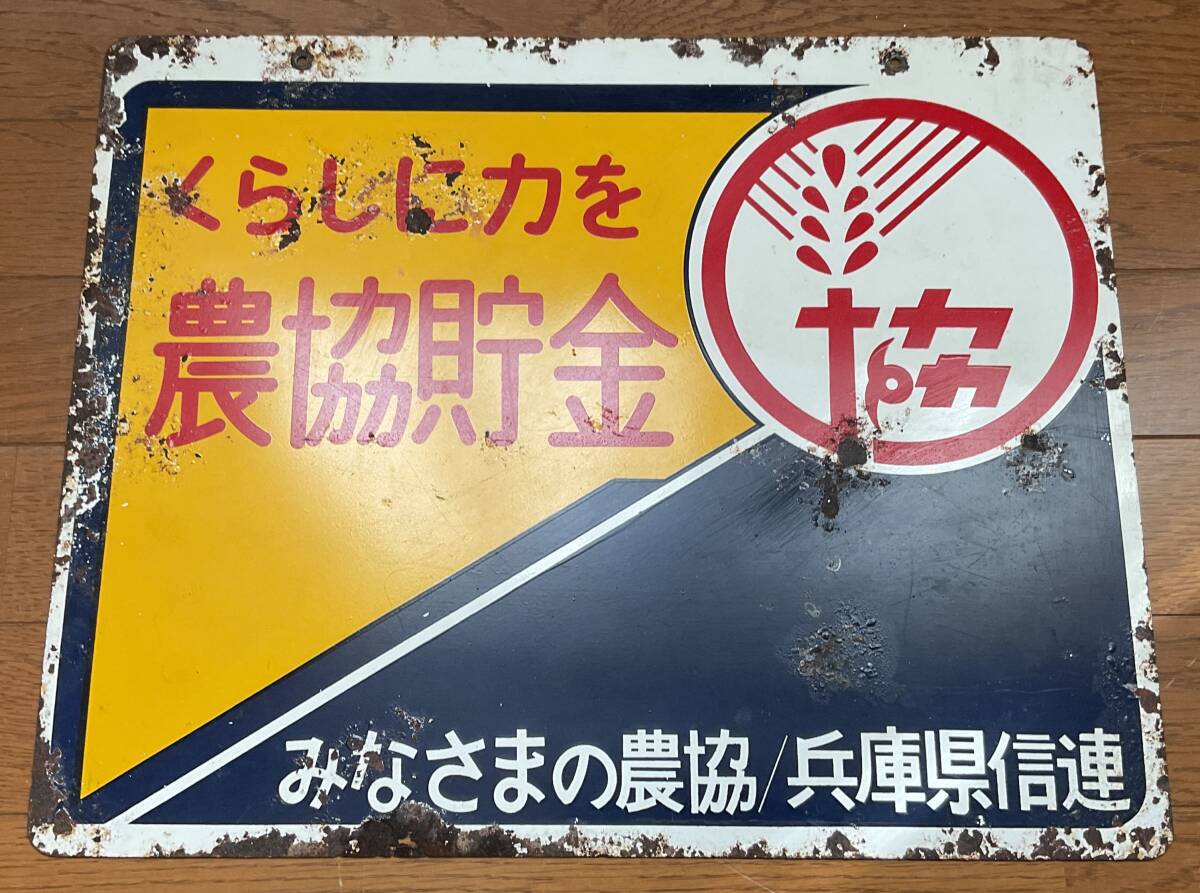 くらしに力を
農協貯金
協
みなさまの農協/兵庫県信連